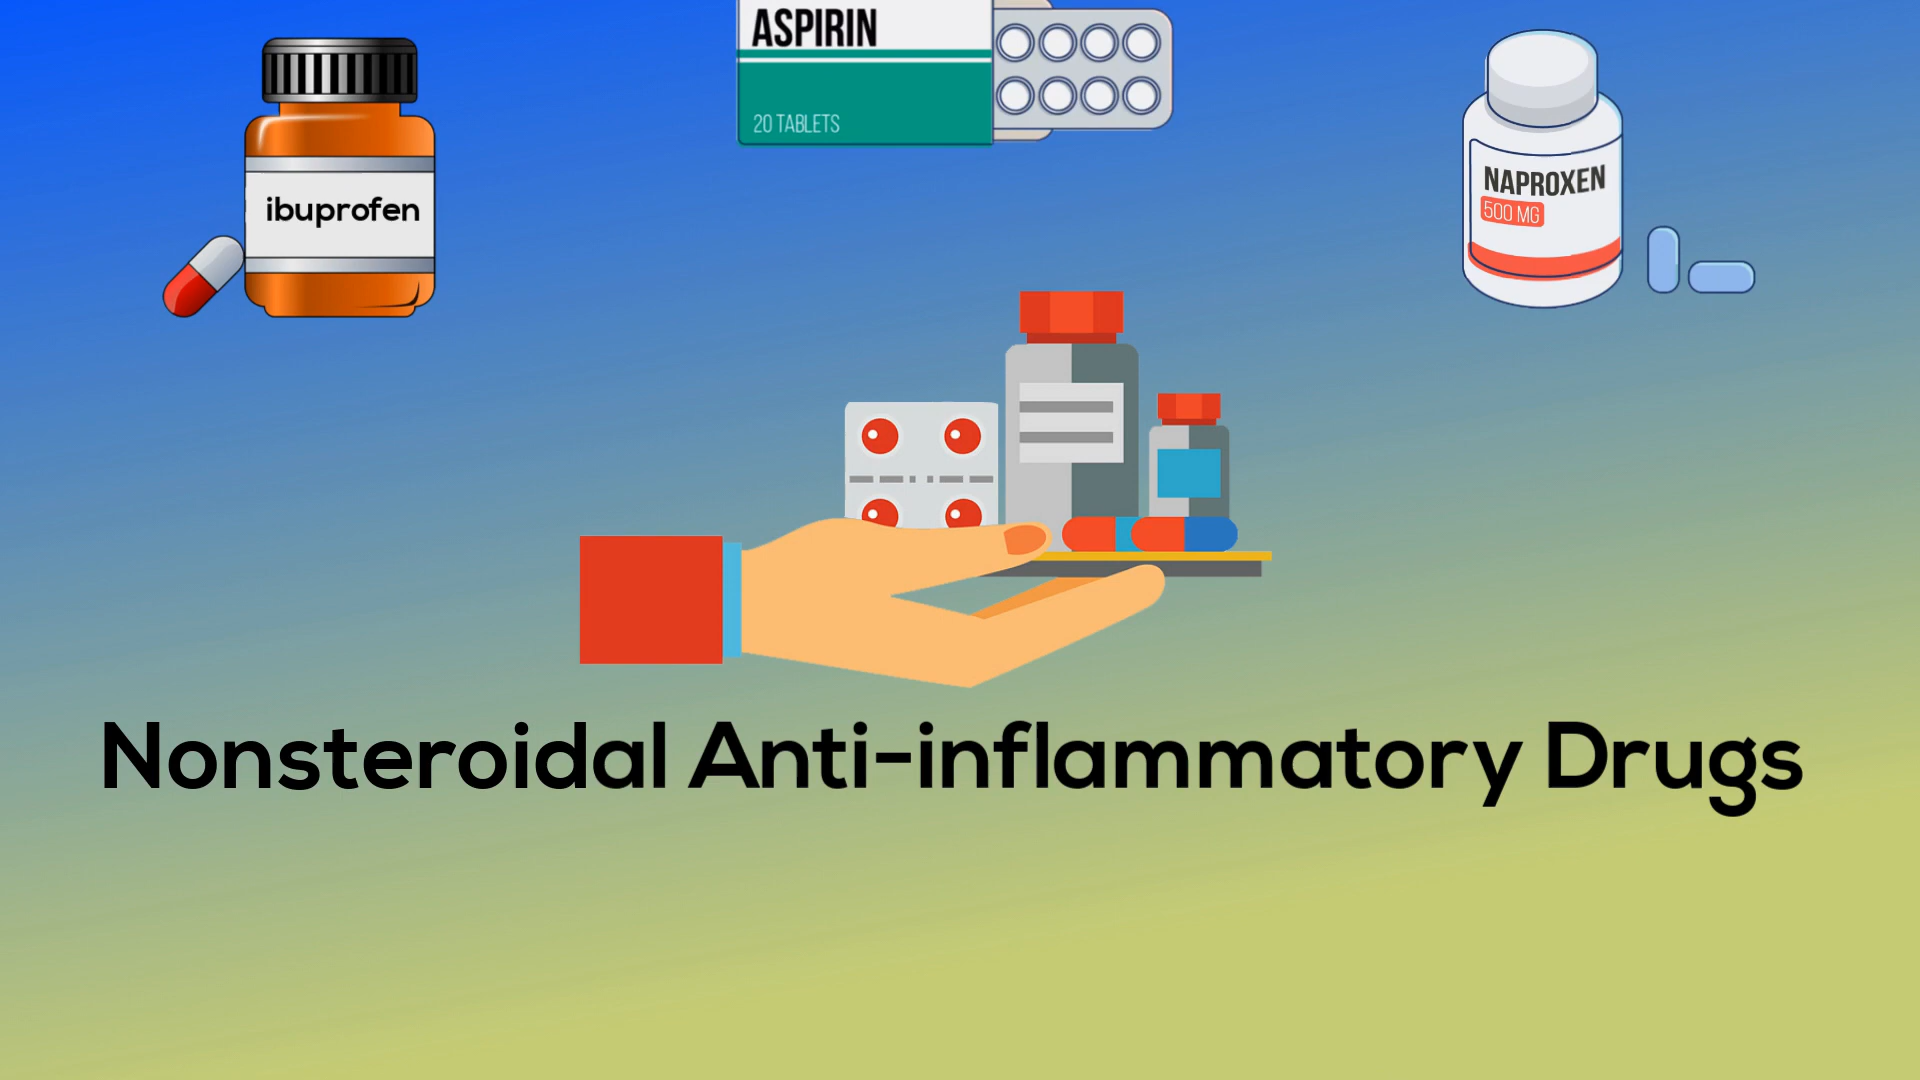 ASPIRIN
20 TABLETS
ibuprofen
NAPROXEN
500 MG
Nonsteroidal Anti-inflammatory Drugs